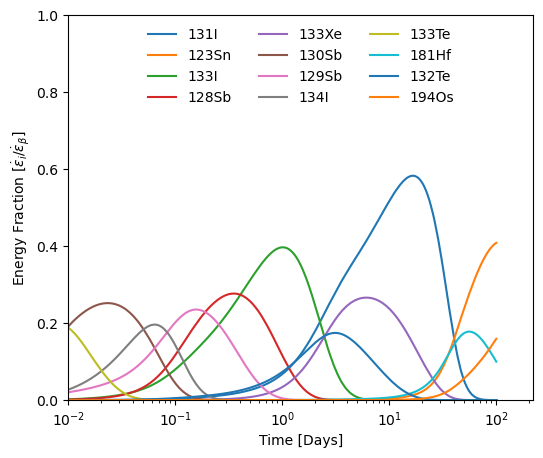 1.0
0.8
0.6
0.4
0.2
0.0
Energy Fraction [ε̇ᵢ/ε̇ᵦ]
131I
123Sn
133I
128Sb
133Xe
130Sb
129Sb
134I
133Te
181Hf
132Te
194Os
10⁻²
10⁻¹
10⁰
10¹
10²
Time [Days]